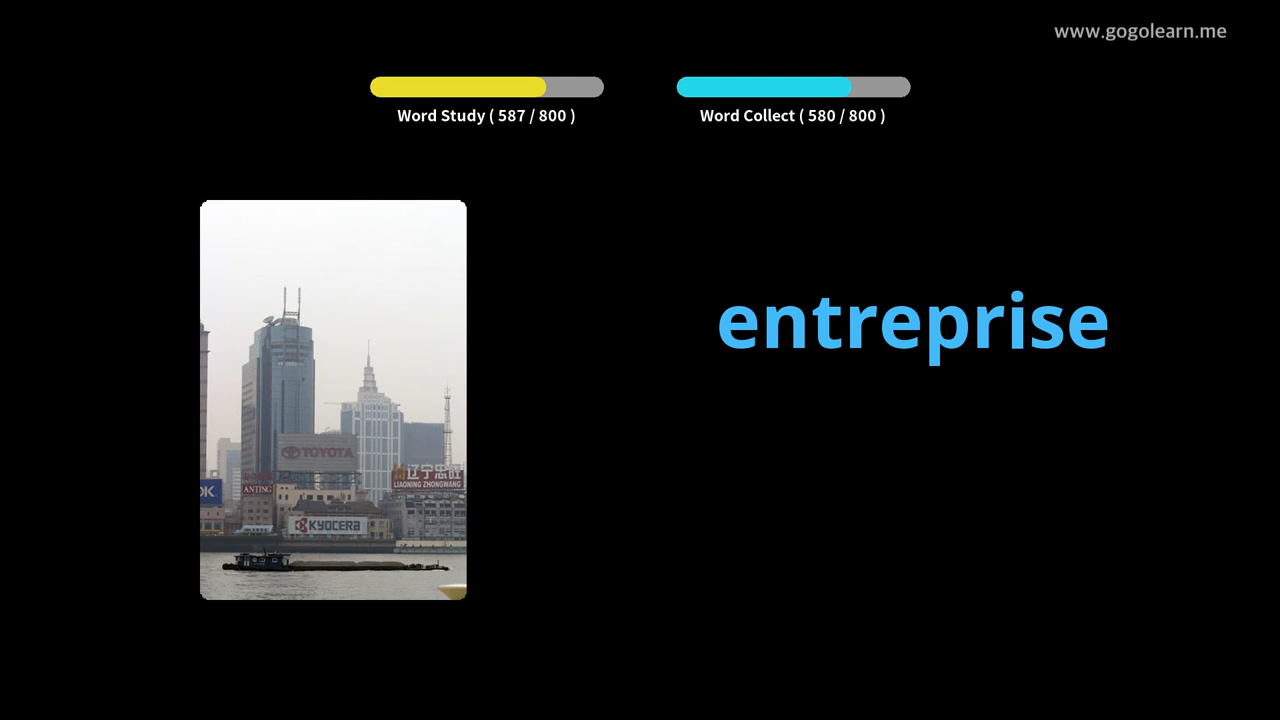 www.gogolearn.me
Word Study ( 587 / 800 )
Word Collect ( 580 / 800 )
entreprise
TOYOTA
辽宁忠旺
LIAONING ZHONGWANG
OK
ANTING
KYOCERA